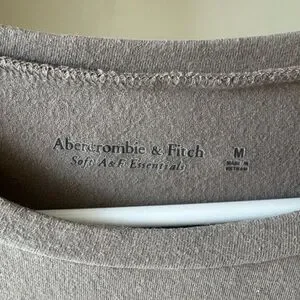 Abercrombie & Fitch
Soft A&F Essentials
M
MADE IN
VIETNAM